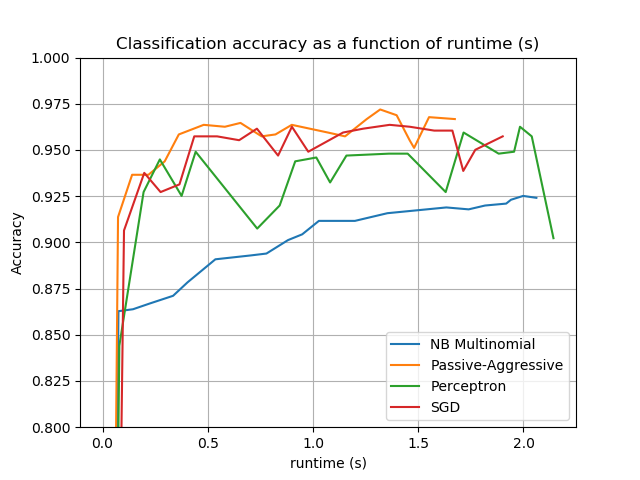 Classification accuracy as a function of runtime (s)
Accuracy
1.000
0.975
0.950
0.925
0.900
0.875
0.850
0.825
0.800
NB Multinomial
Passive-Aggressive
Perceptron
SGD
0.0 0.5 1.0 1.5 2.0
runtime (s)